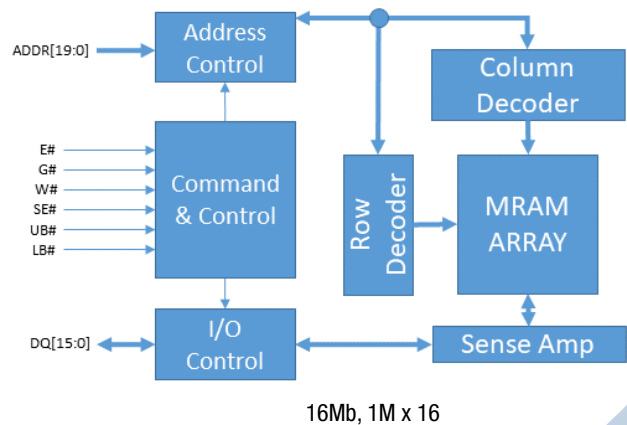 ADDR[19:0]
Address
Control
Column
Decoder
E#
G#
W#
SE#
UB#
LB#
Command
& Control
Row
Decoder
MRAM
ARRAY
DQ[15:0]
I/O
Control
Sense Amp
16Mb, 1M x 16